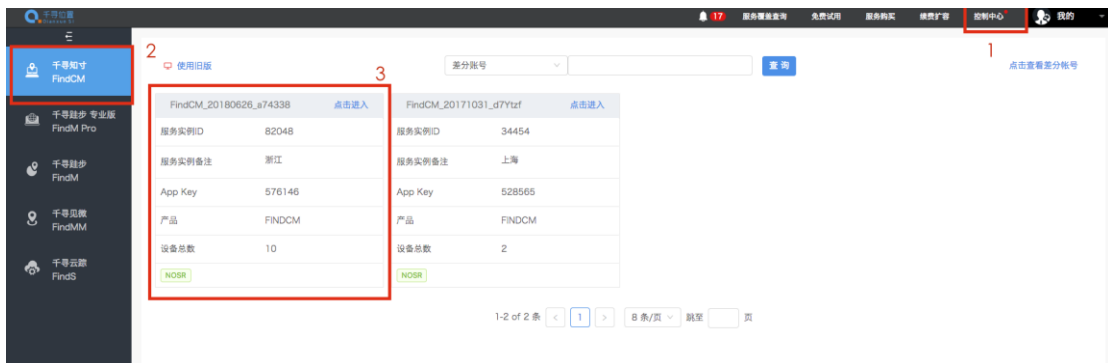 千寻位置
17 服务覆盖查询 免费试用 服务购买 续费扩容 控制中心 我的
1
千寻知寸
FindCM
2
使用旧版
3
差分账号
查 询
点击查看差分帐号
千寻跬步 专业版
FindM Pro
千寻跬步
FindM
千寻见微
FindMM
千寻云踪
FindS
FindCM_20180626_a74338 点击进入
服务实例ID 82048
服务实例备注 浙江
App Key 576146
产品 FINDCM
设备总数 10
NOSR
FindCM_20171031_d7Ytzf 点击进入
服务实例ID 34454
服务实例备注 上海
App Key 528565
产品 FINDCM
设备总数 2
NOSR
1-2 of 2 条 < 1 > 8 条/页 跳至 页